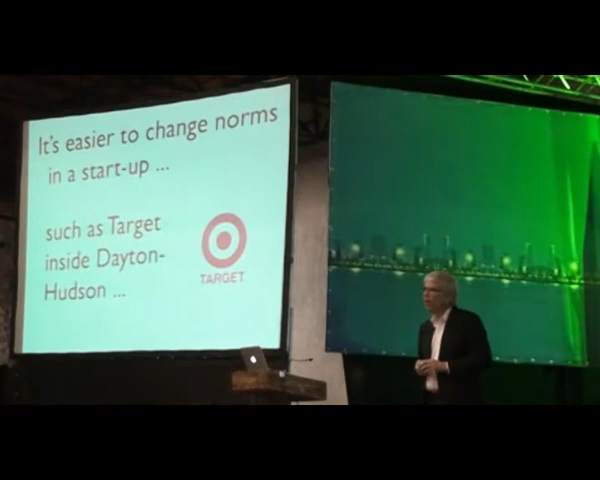 It's easier to change norms
in a start-up ...
such as Target
inside Dayton-
Hudson ...
TARGET